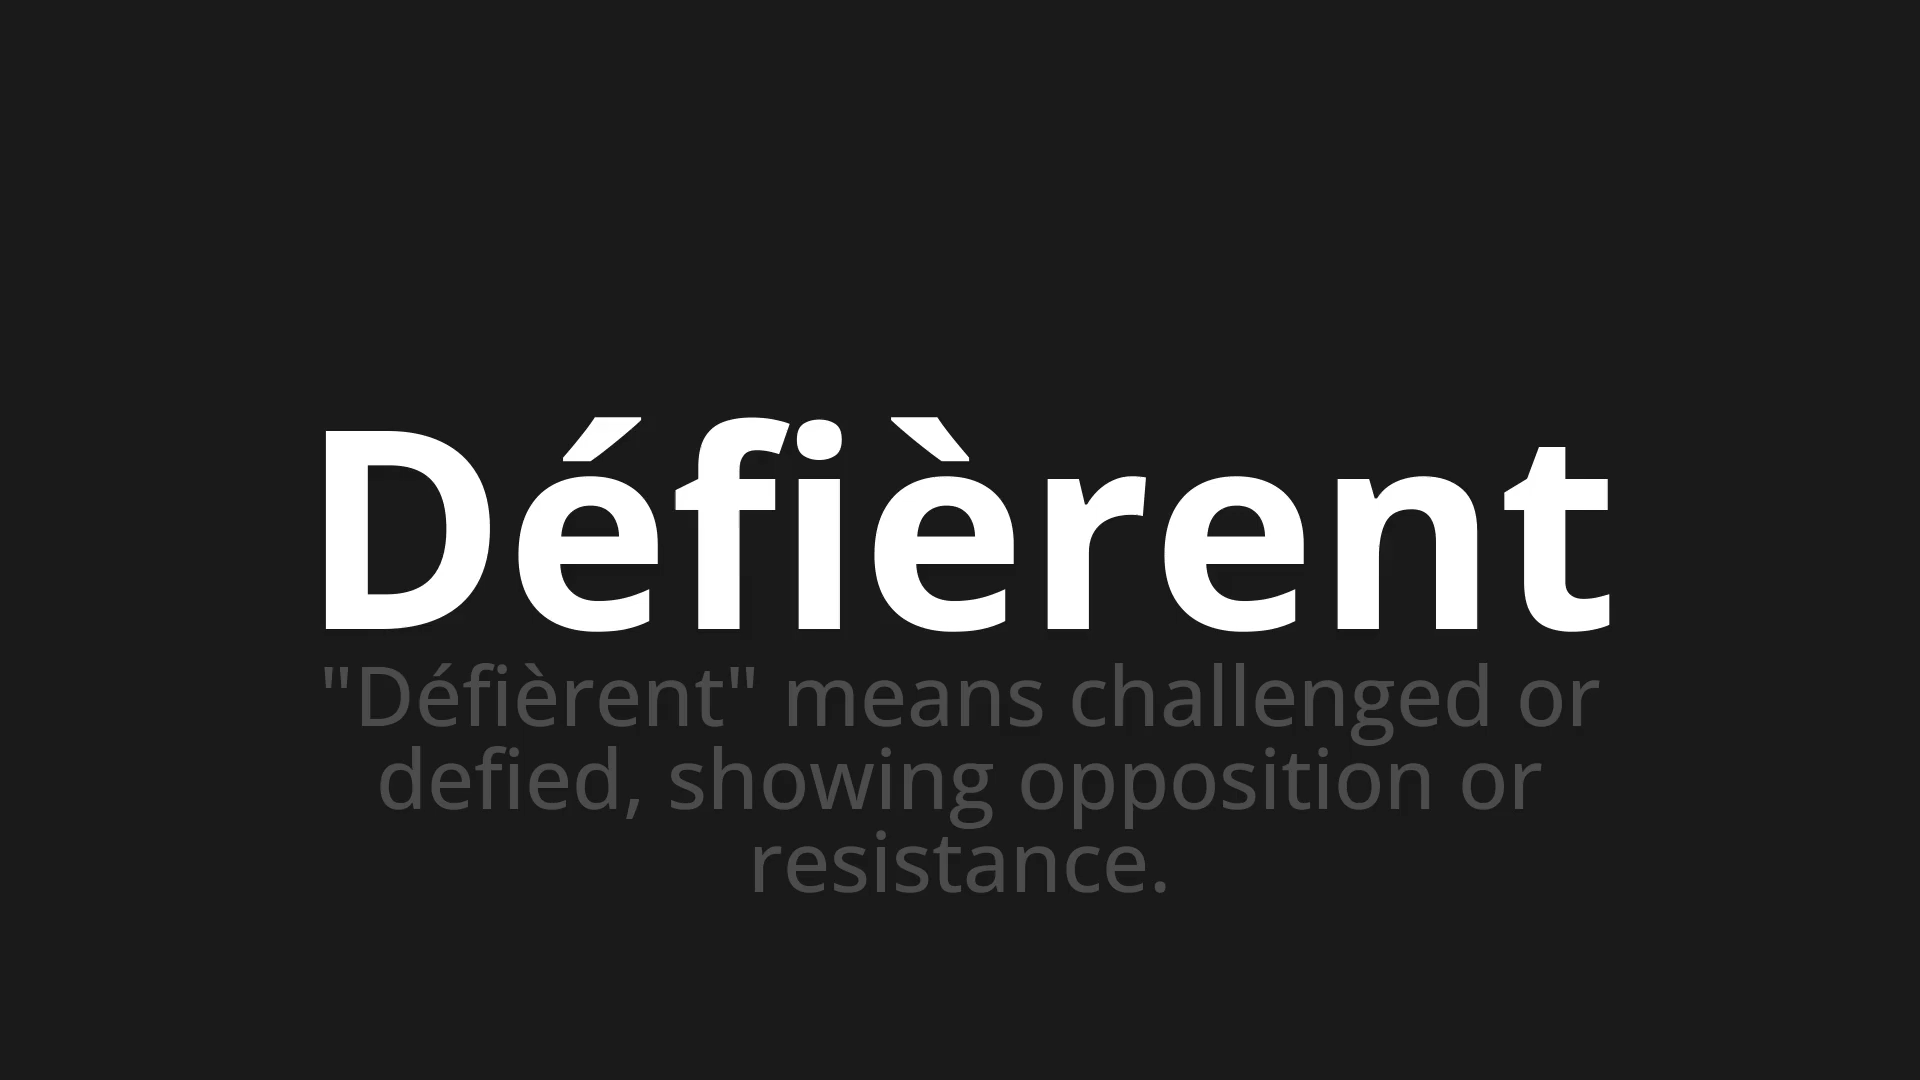 Défièrent
"Défièrent" means challenged or
defied, showing opposition or
resistance.